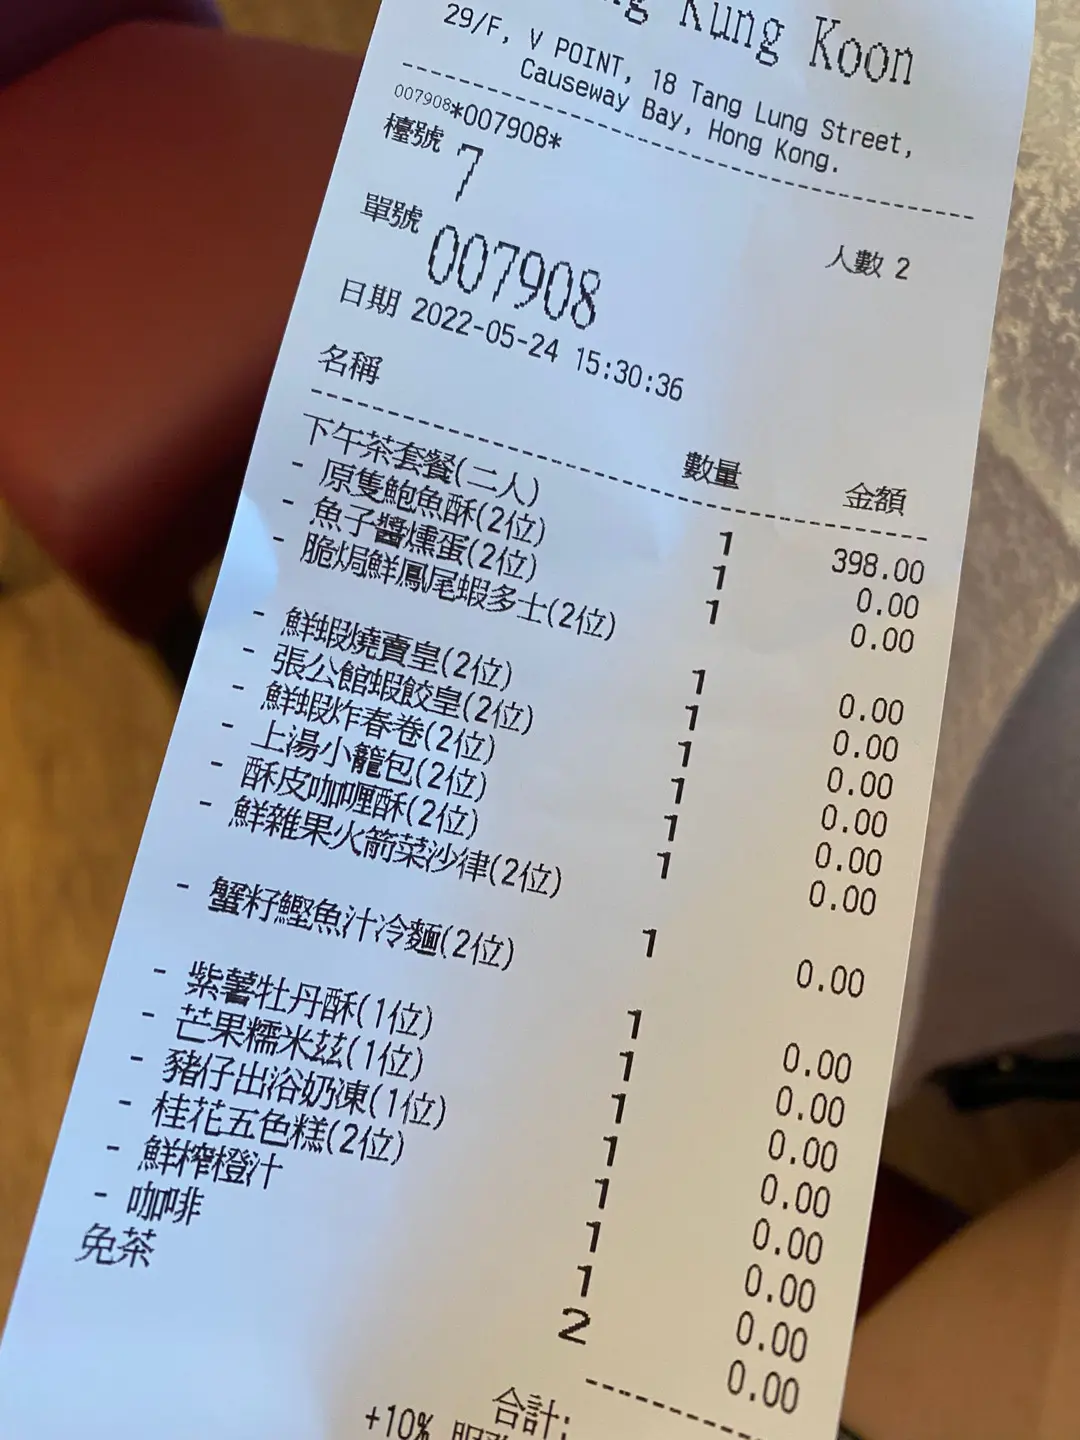 Kung Koon
29/F, V POINT, 18 Tang Lung Street,
Causeway Bay, Hong Kong.
007908*007908*
檯號 7
人數 2
單號 007908
日期 2022-05-24 15:30:36
名稱 數量 金額
下午茶套餐(二人) 1 398.00
- 原隻鮑魚酥(2位) 1 0.00
- 魚子醬燻蛋(2位) 1 0.00
- 脆焗鮮鳳尾蝦多士(2位) 1 0.00
- 鮮蝦燒賣皇(2位) 1 0.00
- 張公館蝦餃皇(2位) 1 0.00
- 鮮蝦炸春卷(2位) 1 0.00
- 上湯小籠包(2位) 1 0.00
- 酥皮咖喱酥(2位) 1 0.00
- 鮮雜果火箭菜沙律(2位) 1 0.00
- 蟹籽鰹魚汁冷麵(2位) 1 0.00
- 紫薯牡丹酥(1位) 1 0.00
- 芒果糯米茲(1位) 1 0.00
- 豬仔出浴奶凍(1位) 1 0.00
- 桂花五色糕(2位) 1 0.00
- 鮮榨橙汁 1 0.00
- 咖啡 1 0.00
免茶 2 0.00
合計:
+10%